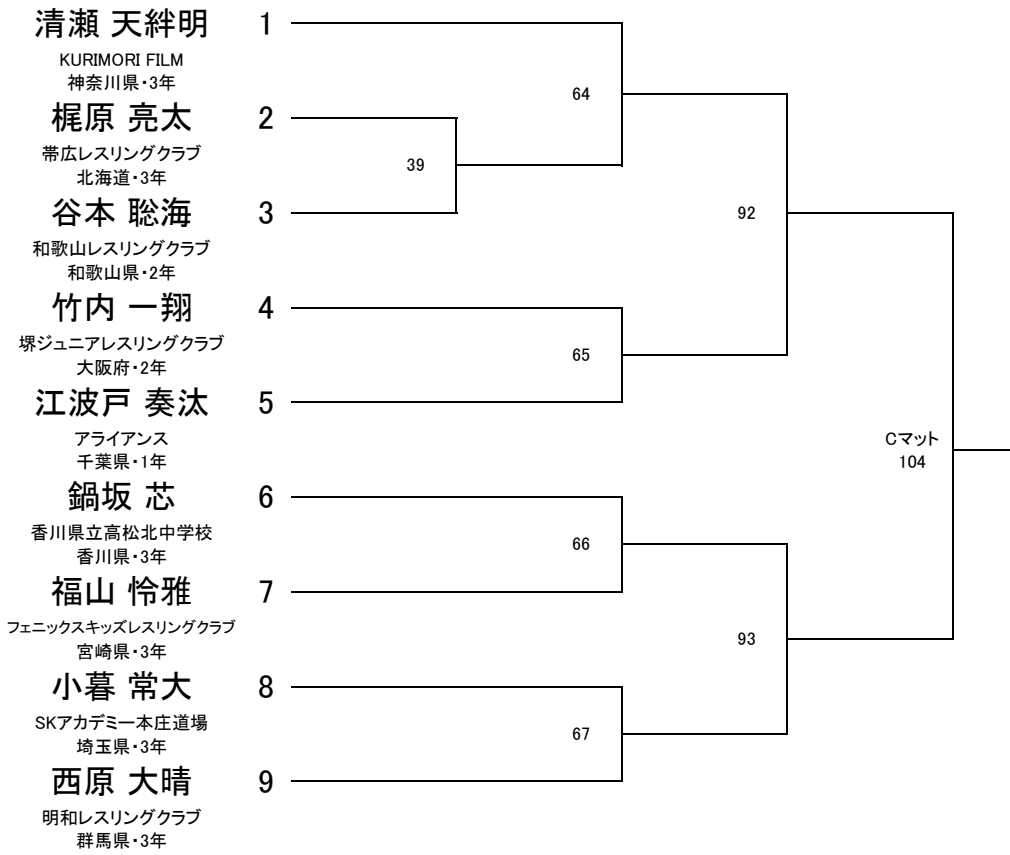 清瀬 天絆明 1
KURIMORI FILM
神奈川県・3年
64
梶原 亮太 2
帯広レスリングクラブ
北海道・3年
39
谷本 聡海 3
92
和歌山レスリングクラブ
和歌山県・2年
竹内 一翔 4
堺ジュニアレスリングクラブ
大阪府・2年
65
江波戸 奏汰 5
アライアンス
千葉県・1年
Cマット
104
鍋坂 芯 6
香川県立高松北中学校
香川県・3年
66
福山 怜雅 7
フェニックスキッズレスリングクラブ
宮崎県・3年
93
小暮 常大 8
SKアカデミー本庄道場
埼玉県・3年
67
西原 大晴 9
明和レスリングクラブ
群馬県・3年